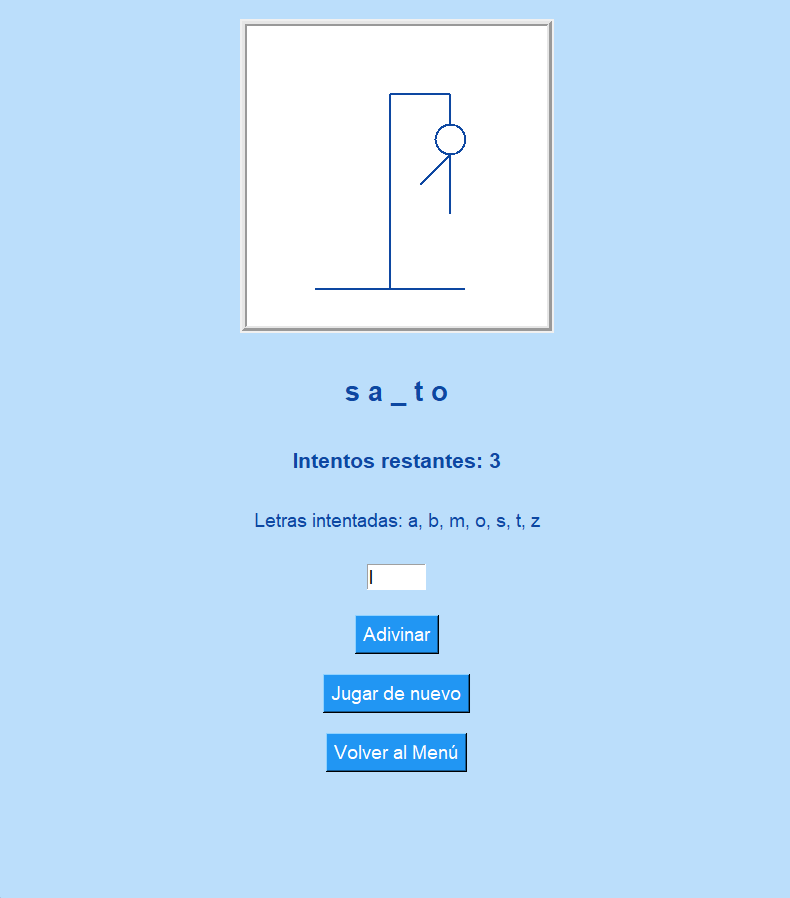 s a _ t o
Intentos restantes: 3
Letras intentadas: a, b, m, o, s, t, z
Adivinar
Jugar de nuevo
Volver al Menú